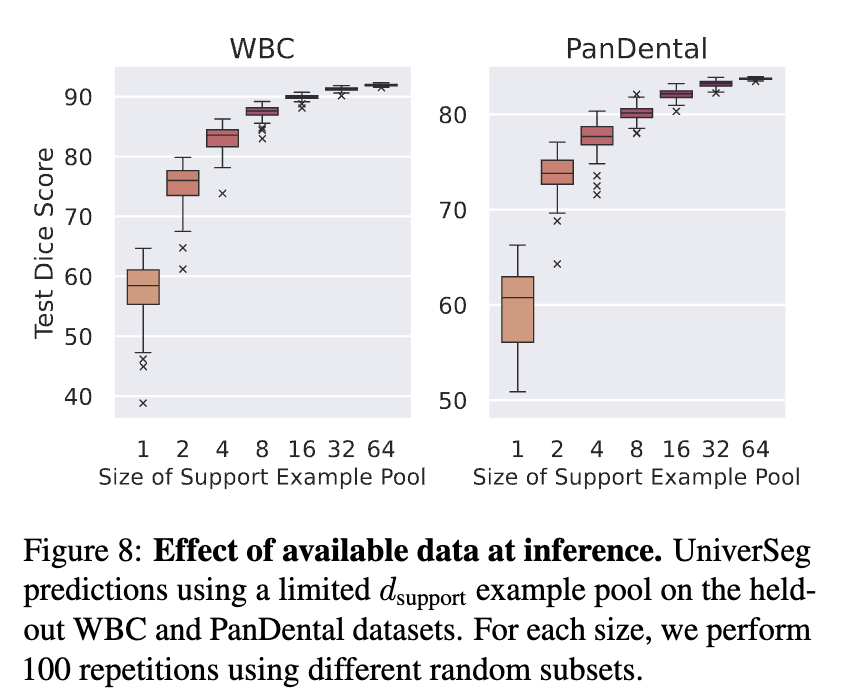 WBC
PanDental
Test Dice Score
90
80
70
60
50
40
80
70
60
50
1 2 4 8 16 32 64
1 2 4 8 16 32 64
Size of Support Example Pool
Size of Support Example Pool
Figure 8: Effect of available data at inference. UniverSeg
predictions using a limited dsupport example pool on the held-
out WBC and PanDental datasets. For each size, we perform
100 repetitions using different random subsets.